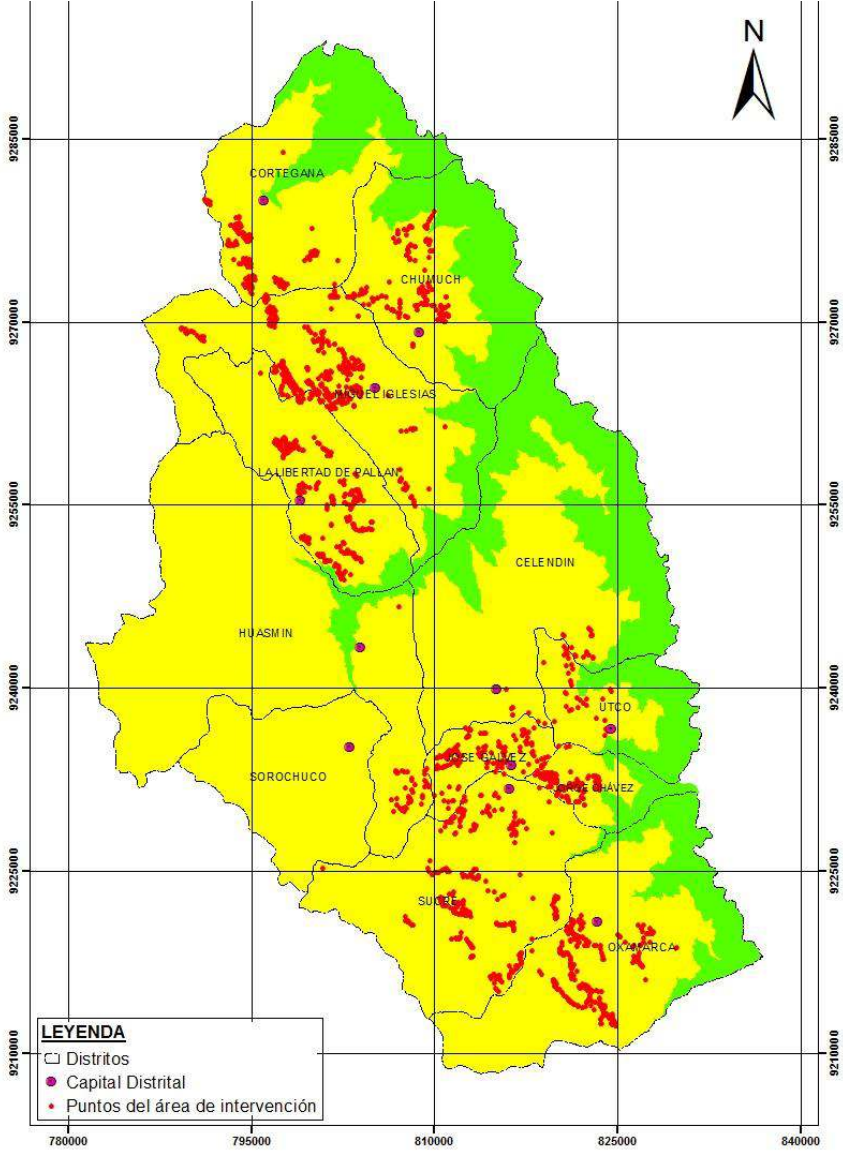 N
9285000
9285000
CORTEGANA
CHUMUCH
9270000
9270000
MIGUEL IGLESIAS
LA LIBERTAD DE PALLAN
9255000
9255000
CELENDIN
HUASMIN
9240000
9240000
UTCO
JOSE GALVEZ
SOROCHUCO
JORGE CHÁVEZ
9225000
9225000
SUCRE
OXAMARCA
9210000
9210000
LEYENDA
Distritos
Capital Distrital
Puntos del área de intervención
780000
795000
810000
825000
840000